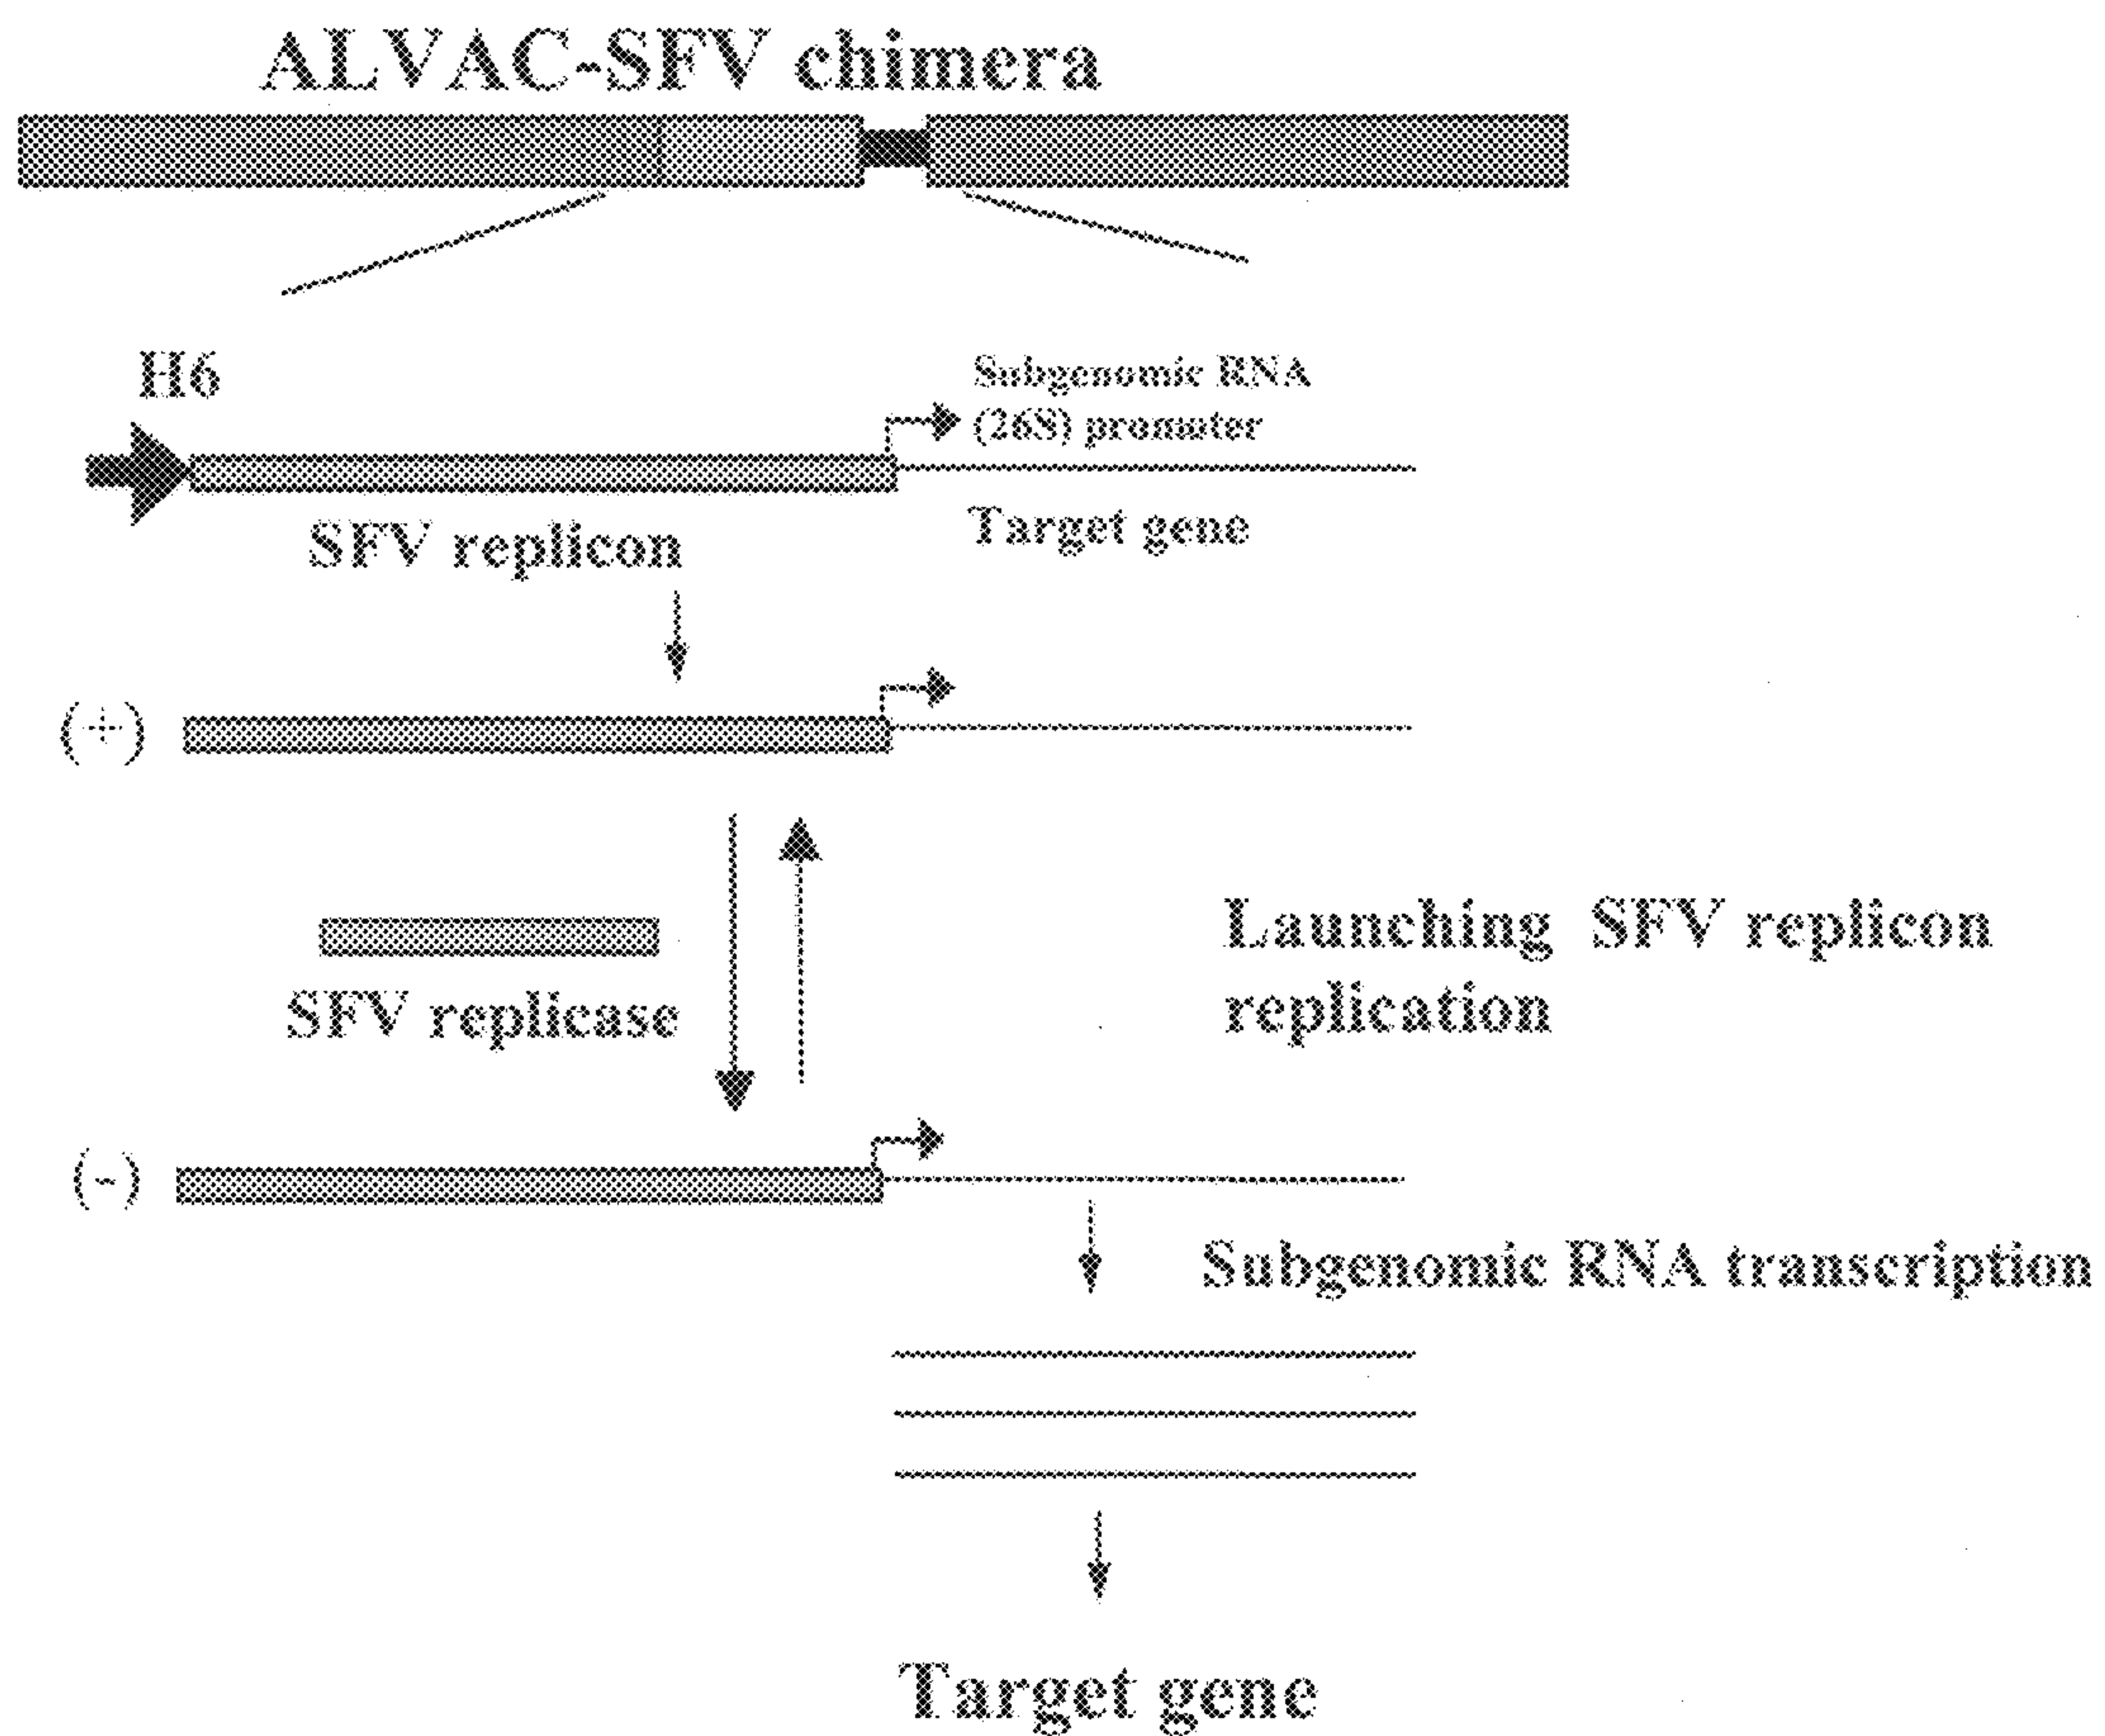 ALVAC-SFV chimera
H6
Subgenomic RNA
(26S) promoter
SFV replicon
Target gene
(+)
SFV replicase
Launching SFV replicon
replication
(-)
Subgenomic RNA transcription
Target gene